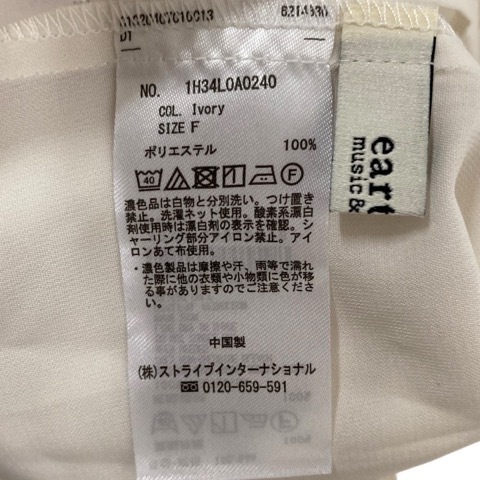 D1
NO. 1H34L0A0240
COL. Ivory
SIZE F
ポリエステル 100%
40
F
濃色品は白物と分別洗い。つけ置き
禁止。洗濯ネット使用。酸素系漂白
剤使用時は漂白剤の表示を確認。シ
ャーリング部分アイロン禁止。アイ
ロンあて布使用。
・濃色製品は摩擦や汗、雨等で濡れ
た際に他の衣類や小物類に色が移
る事がありますのでご注意くださ
い。
中国製
(株)ストライプインターナショナル
0120-659-591
eart
music&